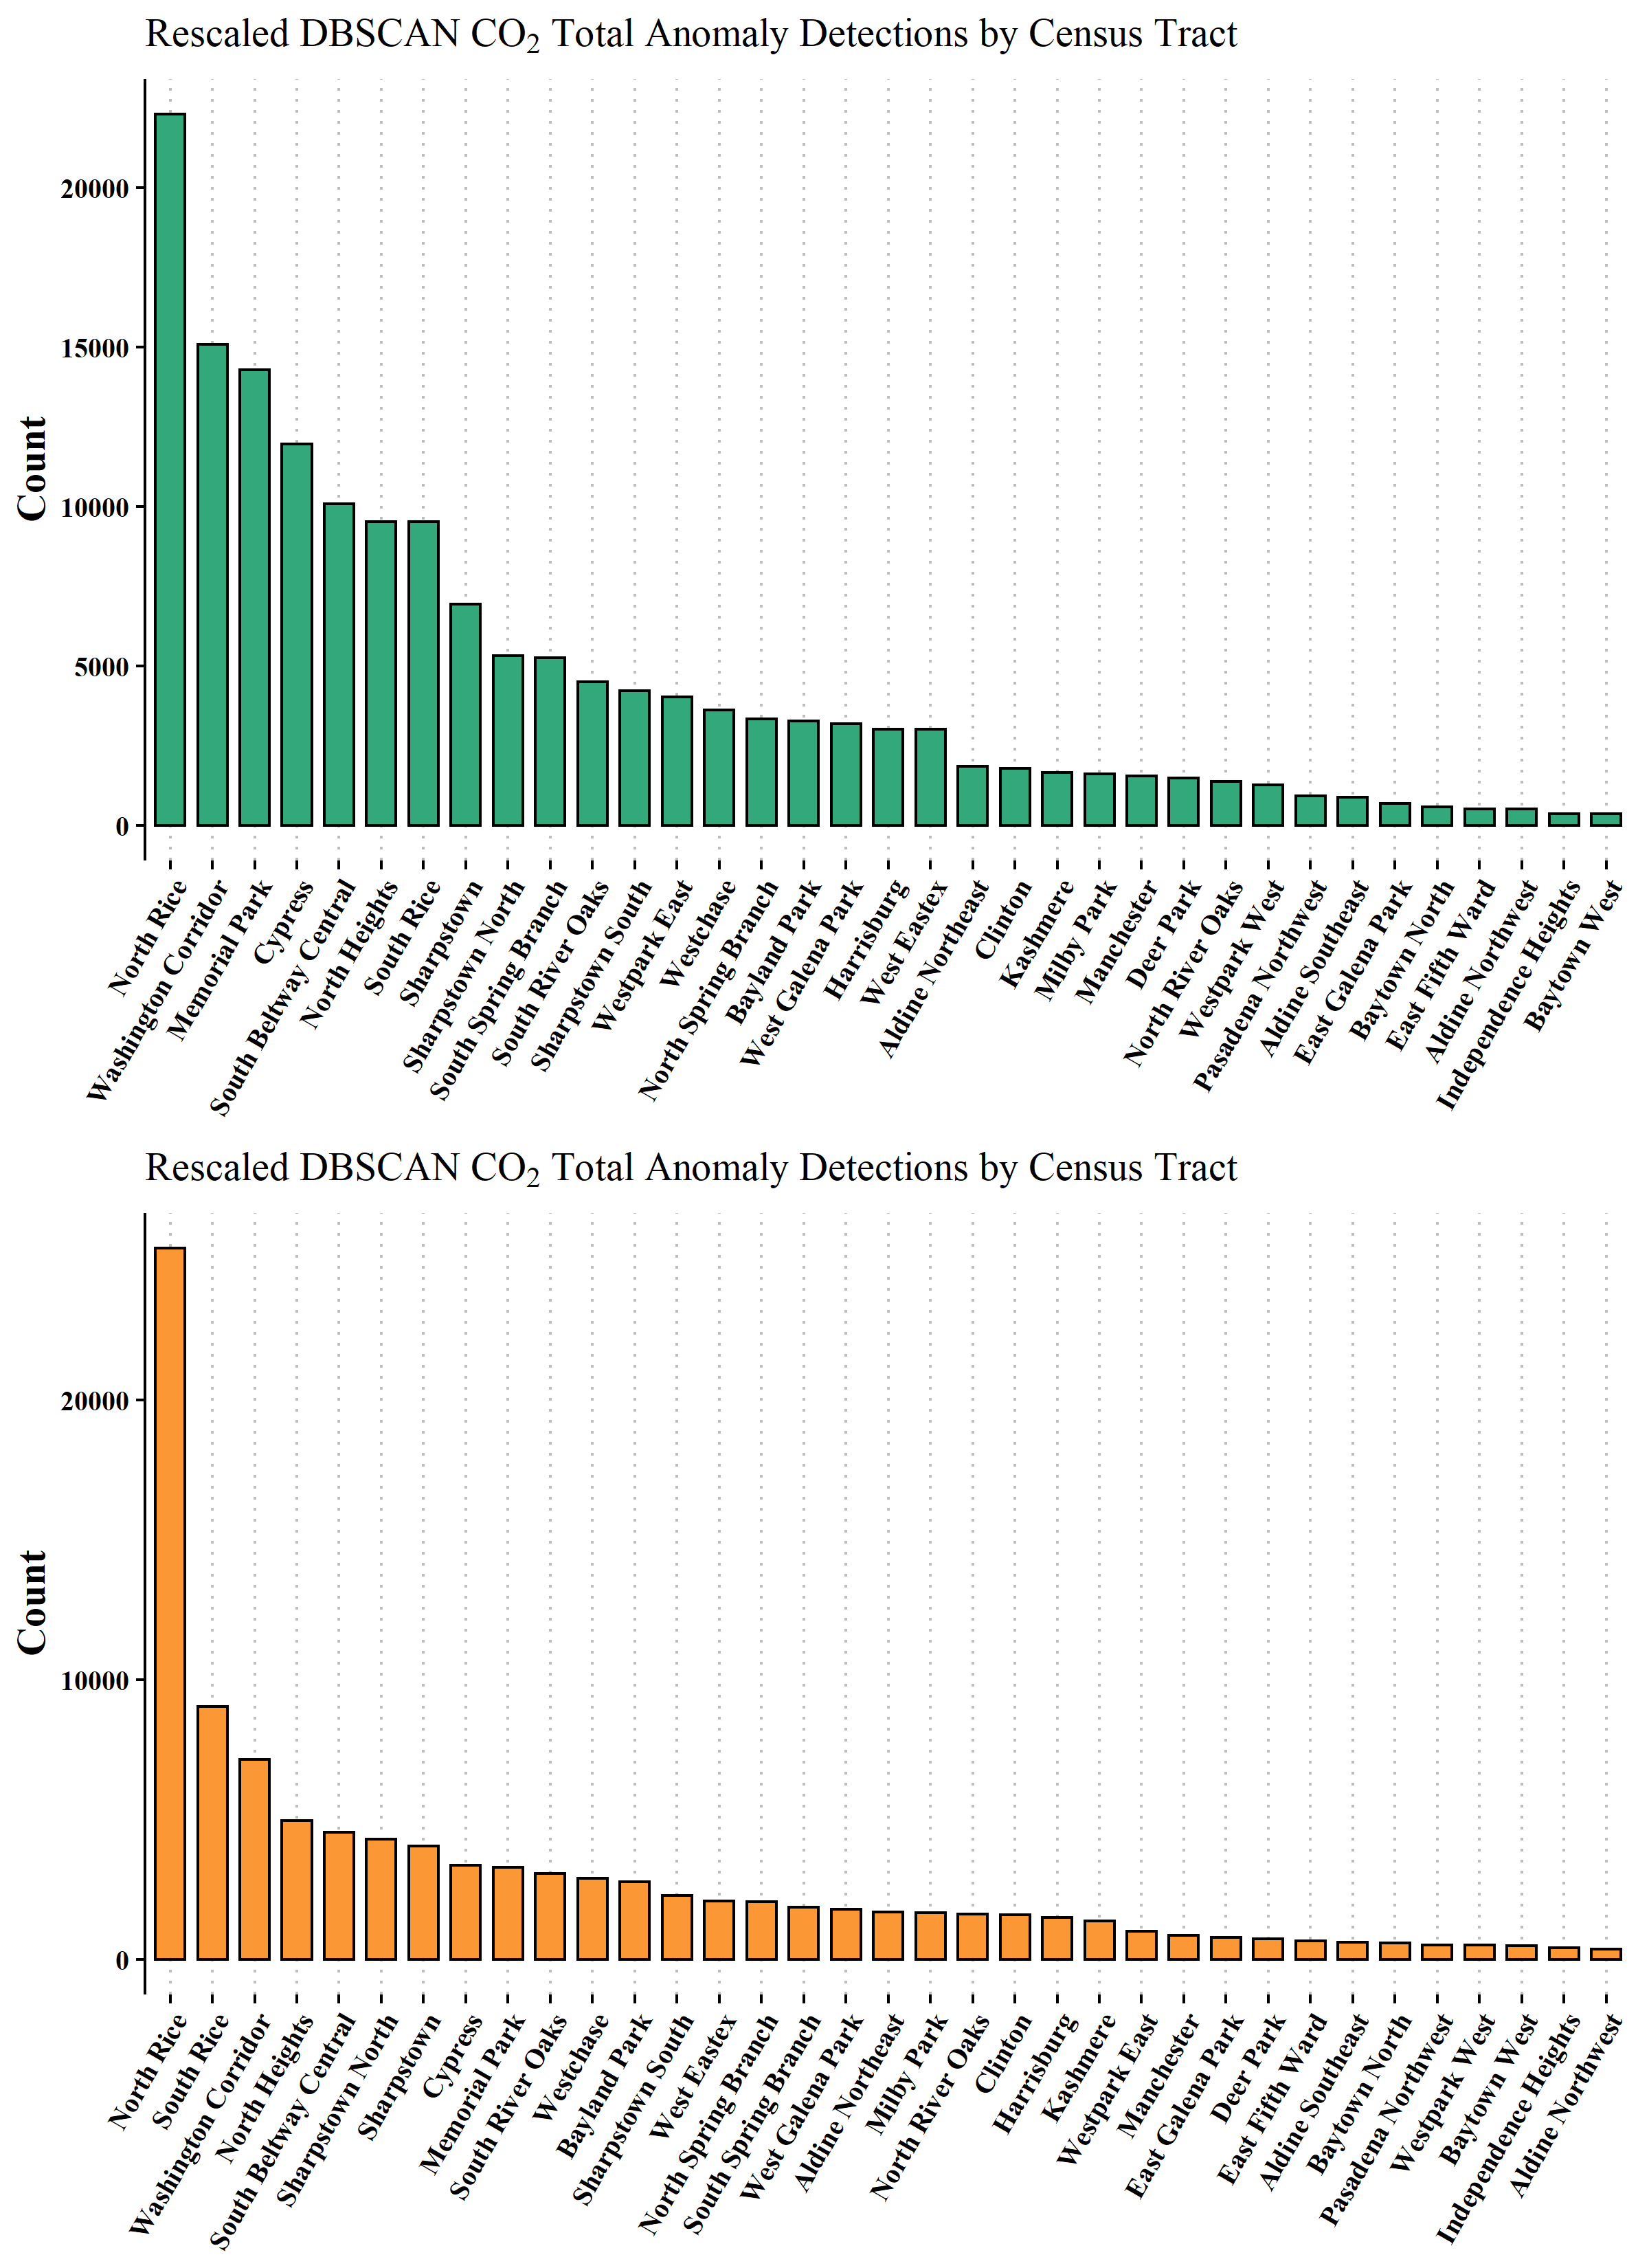 Rescaled DBSCAN CO₂ Total Anomaly Detections by Census Tract
Count
20000
15000
10000
5000
0
North Rice
Washington Corridor
Memorial Park
Cypress
South Beltway Central
North Heights
South Rice
Sharpstown
Sharpstown North
South Spring Branch
South River Oaks
Sharpstown South
Westpark East
Westchase
North Spring Branch
Bayland Park
West Galena Park
Harrisburg
West Eastex
Aldine Northeast
Clinton
Kashmere
Milby Park
Manchester
Deer Park
North River Oaks
Westpark West
Pasadena Northwest
Aldine Southeast
East Galena Park
Baytown North
East Fifth Ward
Aldine Northwest
Independence Heights
Baytown West
Rescaled DBSCAN CO₂ Total Anomaly Detections by Census Tract
Count
20000
10000
0
North Rice
South Rice
Washington Corridor
North Heights
South Beltway Central
Sharpstown North
Sharpstown
Cypress
Memorial Park
South River Oaks
Westchase
Bayland Park
Sharpstown South
West Eastex
North Spring Branch
South Spring Branch
West Galena Park
Aldine Northeast
Milby Park
North River Oaks
Clinton
Harrisburg
Kashmere
Westpark East
Manchester
East Galena Park
Deer Park
East Fifth Ward
Aldine Southeast
Baytown North
Pasadena Northwest
Westpark West
Baytown West
Independence Heights
Aldine Northwest